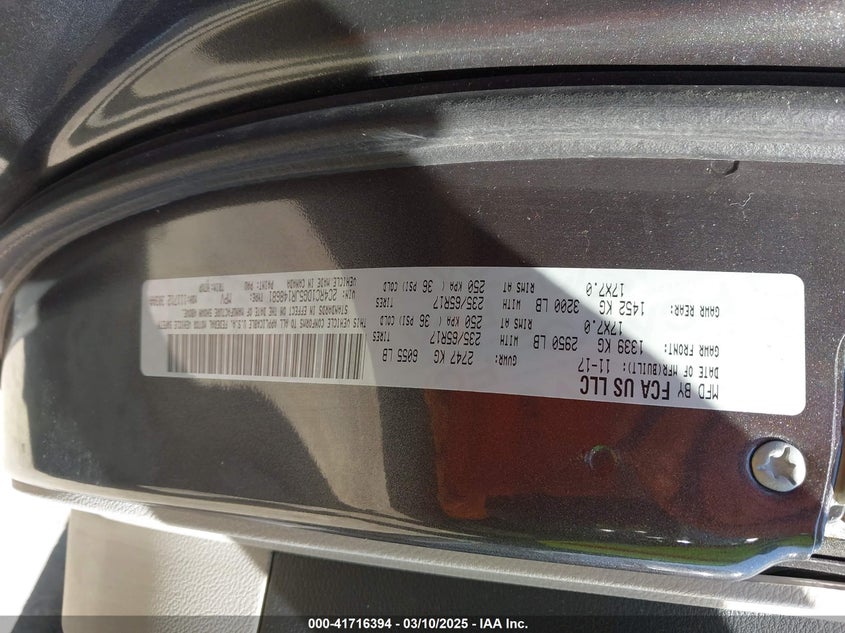 MFD BY FCA US LLC
DATE OF MFR(BUILT): 11-17
GVWR: 2747 KG 6055 LB
GAWR FRONT: 1339 KG 2950 LB WITH 235/65R17 TIRES
17X7.0 RIMS AT 250 KPA ( 36 PSI) COLD
GAWR REAR: 1452 KG 3200 LB WITH 235/65R17 TIRES
17X7.0 RIMS AT 250 KPA ( 36 PSI) COLD
THIS VEHICLE CONFORMS TO ALL APPLICABLE U.S.A. FEDERAL MOTOR VEHICLE SAFETY
STANDARDS IN EFFECT ON THE DATE OF MANUFACTURE SHOWN ABOVE.
VIN: TYPE: MPV
VEHICLE MADE IN CANADA PAINT:
000-41716394 | 03/10/2025 — IAA Inc.